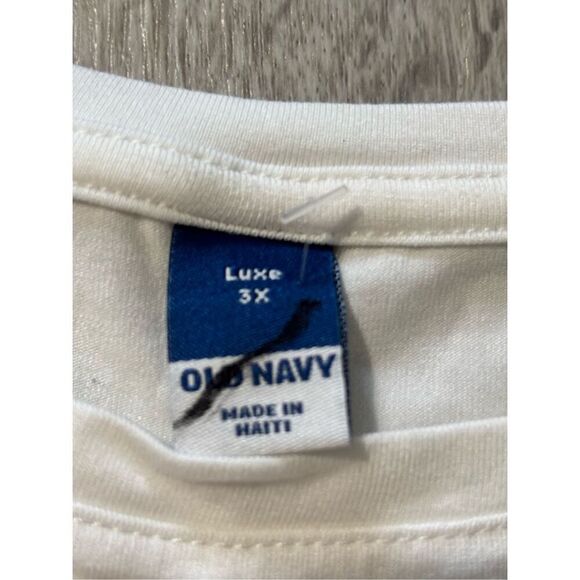 Luxe
3X
OLD NAVY
MADE IN
HAITI